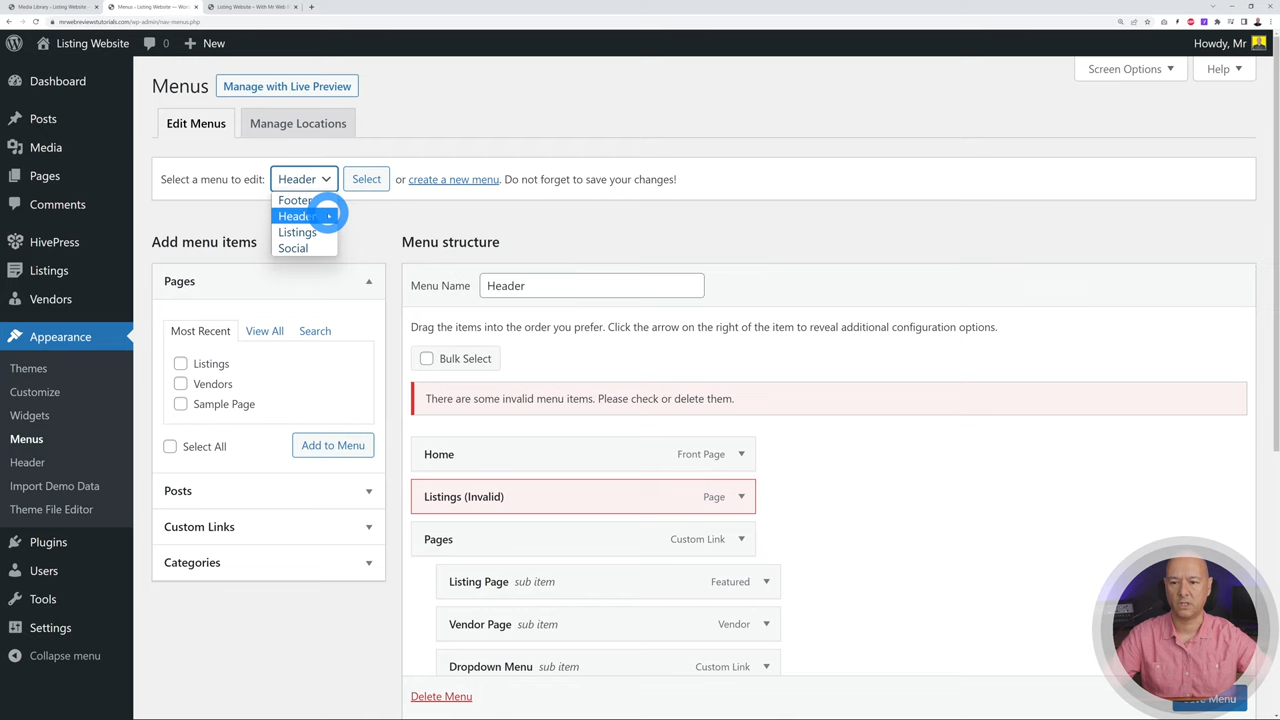 Media Library ‹ Listing Website
Menus ‹ Listing Website — Wor
Listing Website – With Mr Web R
mrwebreviewstutorials.com/wp-admin/nav-menus.php
Listing Website
0
New
Howdy, Mr
Screen Options
Help
Dashboard
Posts
Media
Pages
Comments
HivePress
Listings
Vendors
Appearance
Themes
Customize
Widgets
Menus
Header
Import Demo Data
Theme File Editor
Plugins
Users
Tools
Settings
Collapse menu
Menus
Manage with Live Preview
Edit Menus
Manage Locations
Select a menu to edit: Header Select or create a new menu. Do not forget to save your changes!
Footer
Header
Listings
Social
Add menu items
Pages
Most Recent View All Search
Listings
Vendors
Sample Page
Select All
Add to Menu
Posts
Custom Links
Categories
Menu structure
Menu Name Header
Drag the items into the order you prefer. Click the arrow on the right of the item to reveal additional configuration options.
Bulk Select
There are some invalid menu items. Please check or delete them.
Home Front Page
Listings (Invalid) Page
Pages Custom Link
Listing Page sub item Featured
Vendor Page sub item Vendor
Dropdown Menu sub item Custom Link
Delete Menu
Menu